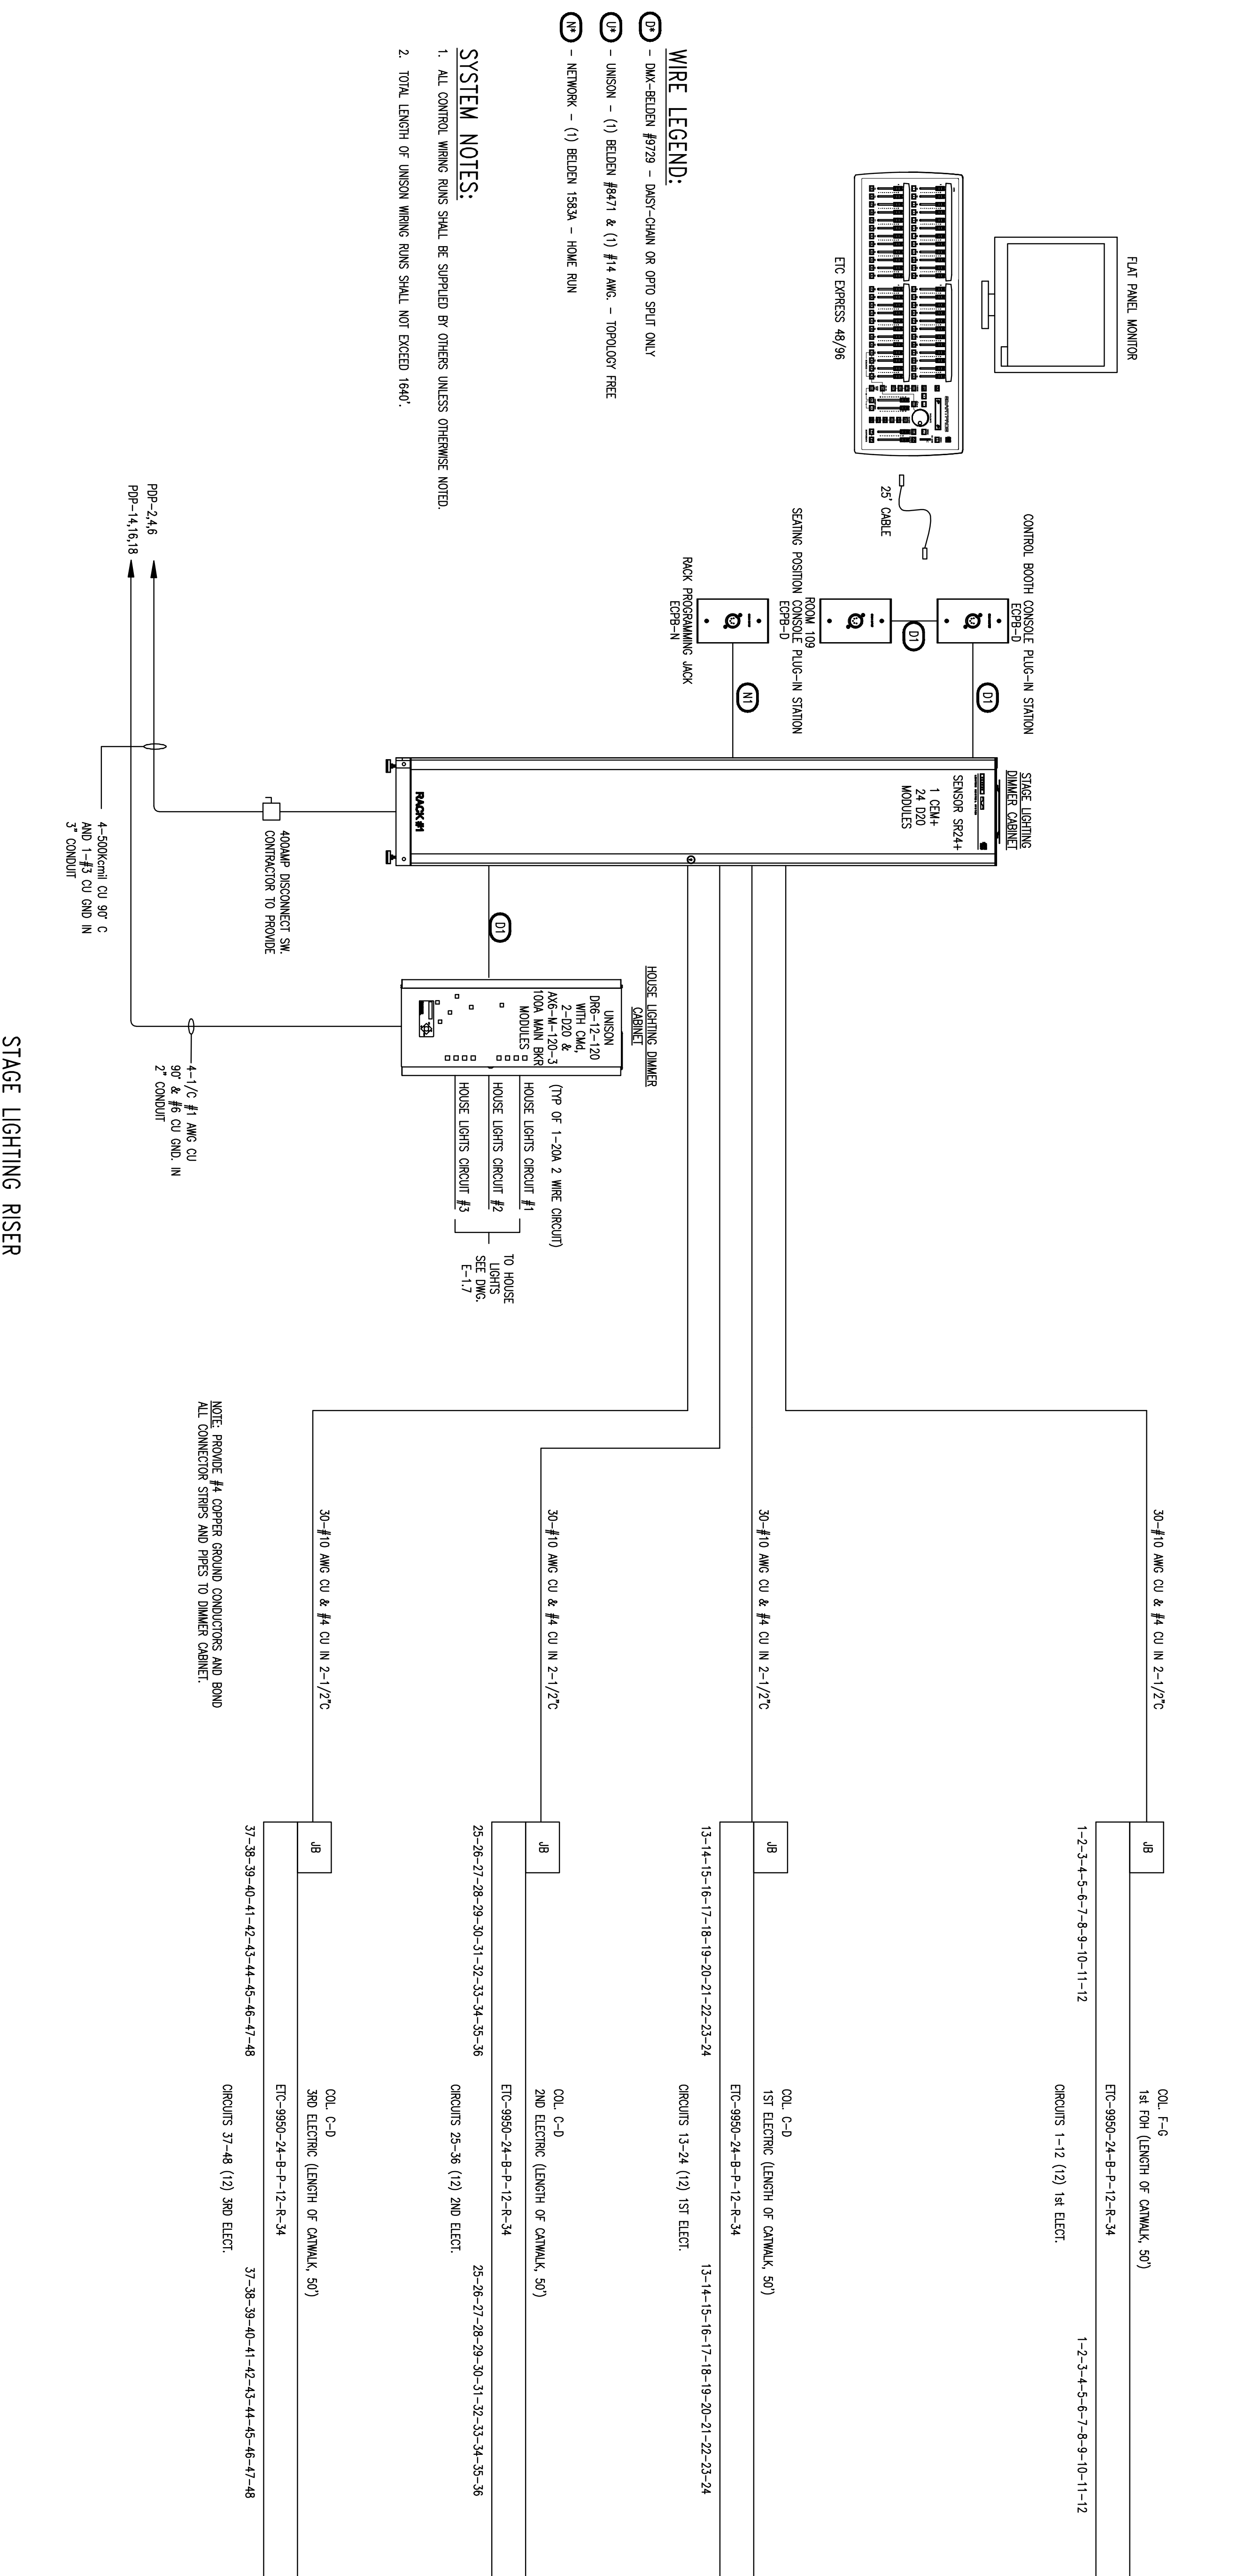 FLAT PANEL MONITOR
ETC EXPRESS 48/96
25' CABLE
CONTROL BOOTH CONSOLE PLUG-IN STATION
ECPB-D
D1
D1
ROOM 109
SEATING POSITION CONSOLE PLUG-IN STATION
ECPB-D
RACK PROGRAMMING JACK
ECPB-N
N1
WIRE LEGEND:
D* - DMX-BELDEN #9729 - DAISY-CHAIN OR OPTO SPLIT ONLY
U* - UNISON - (1) BELDEN #8471 & (1) #14 AWG. - TOPOLOGY FREE
N* - NETWORK - (1) BELDEN 1583A - HOME RUN
SYSTEM NOTES:
1. ALL CONTROL WIRING RUNS SHALL BE SUPPLIED BY OTHERS UNLESS OTHERWISE NOTED.
2. TOTAL LENGTH OF UNISON WIRING RUNS SHALL NOT EXCEED 1640'.
STAGE LIGHTING
DIMMER CABINET
SENSOR SR24+
1 CEM+
24 D20
MODULES
RACK #1
PDP-2,4,6
PDP-14,16,18
400AMP DISCONNECT SW.
CONTRACTOR TO PROVIDE
4-500Kcmil CU 90° C
AND 1-#3 CU GND IN
3" CONDUIT
D1
HOUSE LIGHTING DIMMER
CABINET
UNISON
DR6-12-120
WITH CMd,
2-D20 &
AX6-M-120-3
100A MAIN BKR
MODULES
4-1/C #1 AWG CU
90° & #6 CU GND. IN
2" CONDUIT
(TYP OF 1-20A 2 WIRE CIRCUIT)
HOUSE LIGHTS CIRCUIT #1
HOUSE LIGHTS CIRCUIT #2
HOUSE LIGHTS CIRCUIT #3
TO HOUSE
LIGHTS
SEE DWG.
E-1.7
30-#10 AWG CU & #4 CU IN 2-1/2"C
JB
COL. F-G
1st FOH (LENGTH OF CATWALK, 50')
ETC-9950-24-B-P-12-R-34
1-2-3-4-5-6-7-8-9-10-11-12
CIRCUITS 1-12 (12) 1st ELECT.
1-2-3-4-5-6-7-8-9-10-11-12
30-#10 AWG CU & #4 CU IN 2-1/2"C
JB
COL. C-D
1ST ELECTRIC (LENGTH OF CATWALK, 50')
ETC-9950-24-B-P-12-R-34
13-14-15-16-17-18-19-20-21-22-23-24
CIRCUITS 13-24 (12) 1ST ELECT.
13-14-15-16-17-18-19-20-21-22-23-24
30-#10 AWG CU & #4 CU IN 2-1/2"C
JB
COL. C-D
2ND ELECTRIC (LENGTH OF CATWALK, 50')
ETC-9950-24-B-P-12-R-34
25-26-27-28-29-30-31-32-33-34-35-36
CIRCUITS 25-36 (12) 2ND ELECT.
25-26-27-28-29-30-31-32-33-34-35-36
30-#10 AWG CU & #4 CU IN 2-1/2"C
JB
COL. C-D
3RD ELECTRIC (LENGTH OF CATWALK, 50')
ETC-9950-24-B-P-12-R-34
37-38-39-40-41-42-43-44-45-46-47-48
CIRCUITS 37-48 (12) 3RD ELECT.
37-38-39-40-41-42-43-44-45-46-47-48
NOTE: PROVIDE #4 COPPER GROUND CONDUCTORS AND BOND
ALL CONNECTOR STRIPS AND PIPES TO DIMMER CABINET.
STAGE LIGHTING RISER